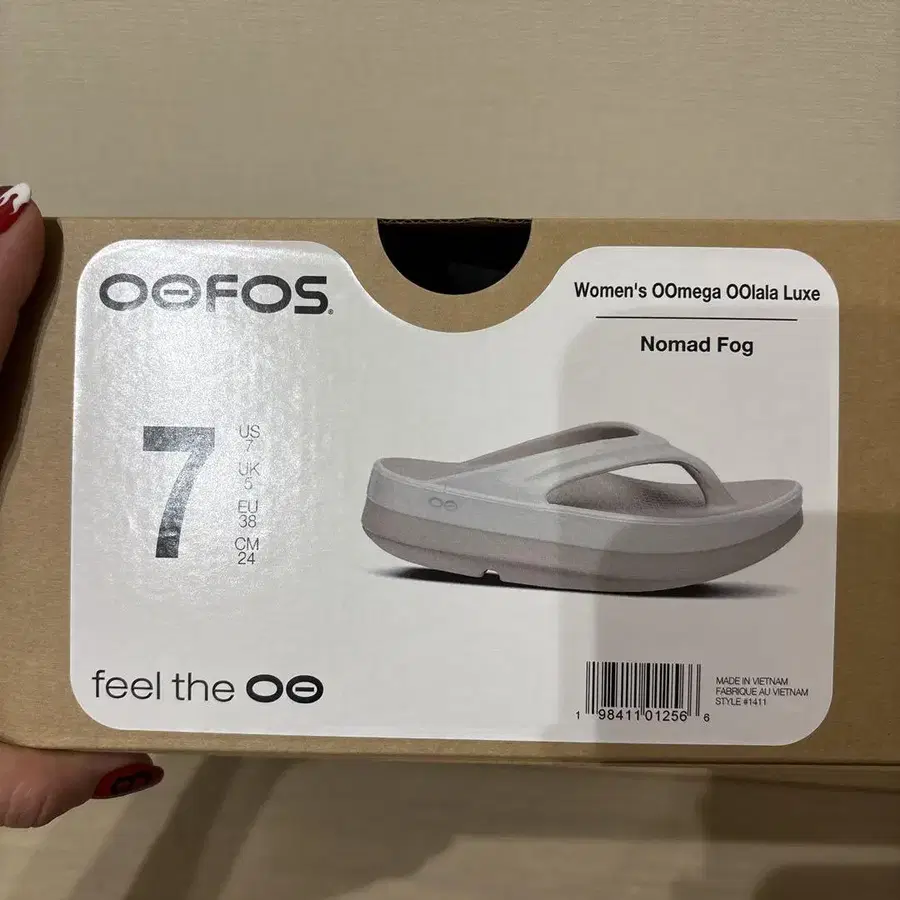 OOFOS®
Women's OOmega OOlala Luxe
Nomad Fog
7
US
7
UK
5
EU
38
CM
24
OO
feel the OO
1 98411 01256 6
MADE IN VIETNAM
FABRIQUE AU VIETNAM
STYLE #1411